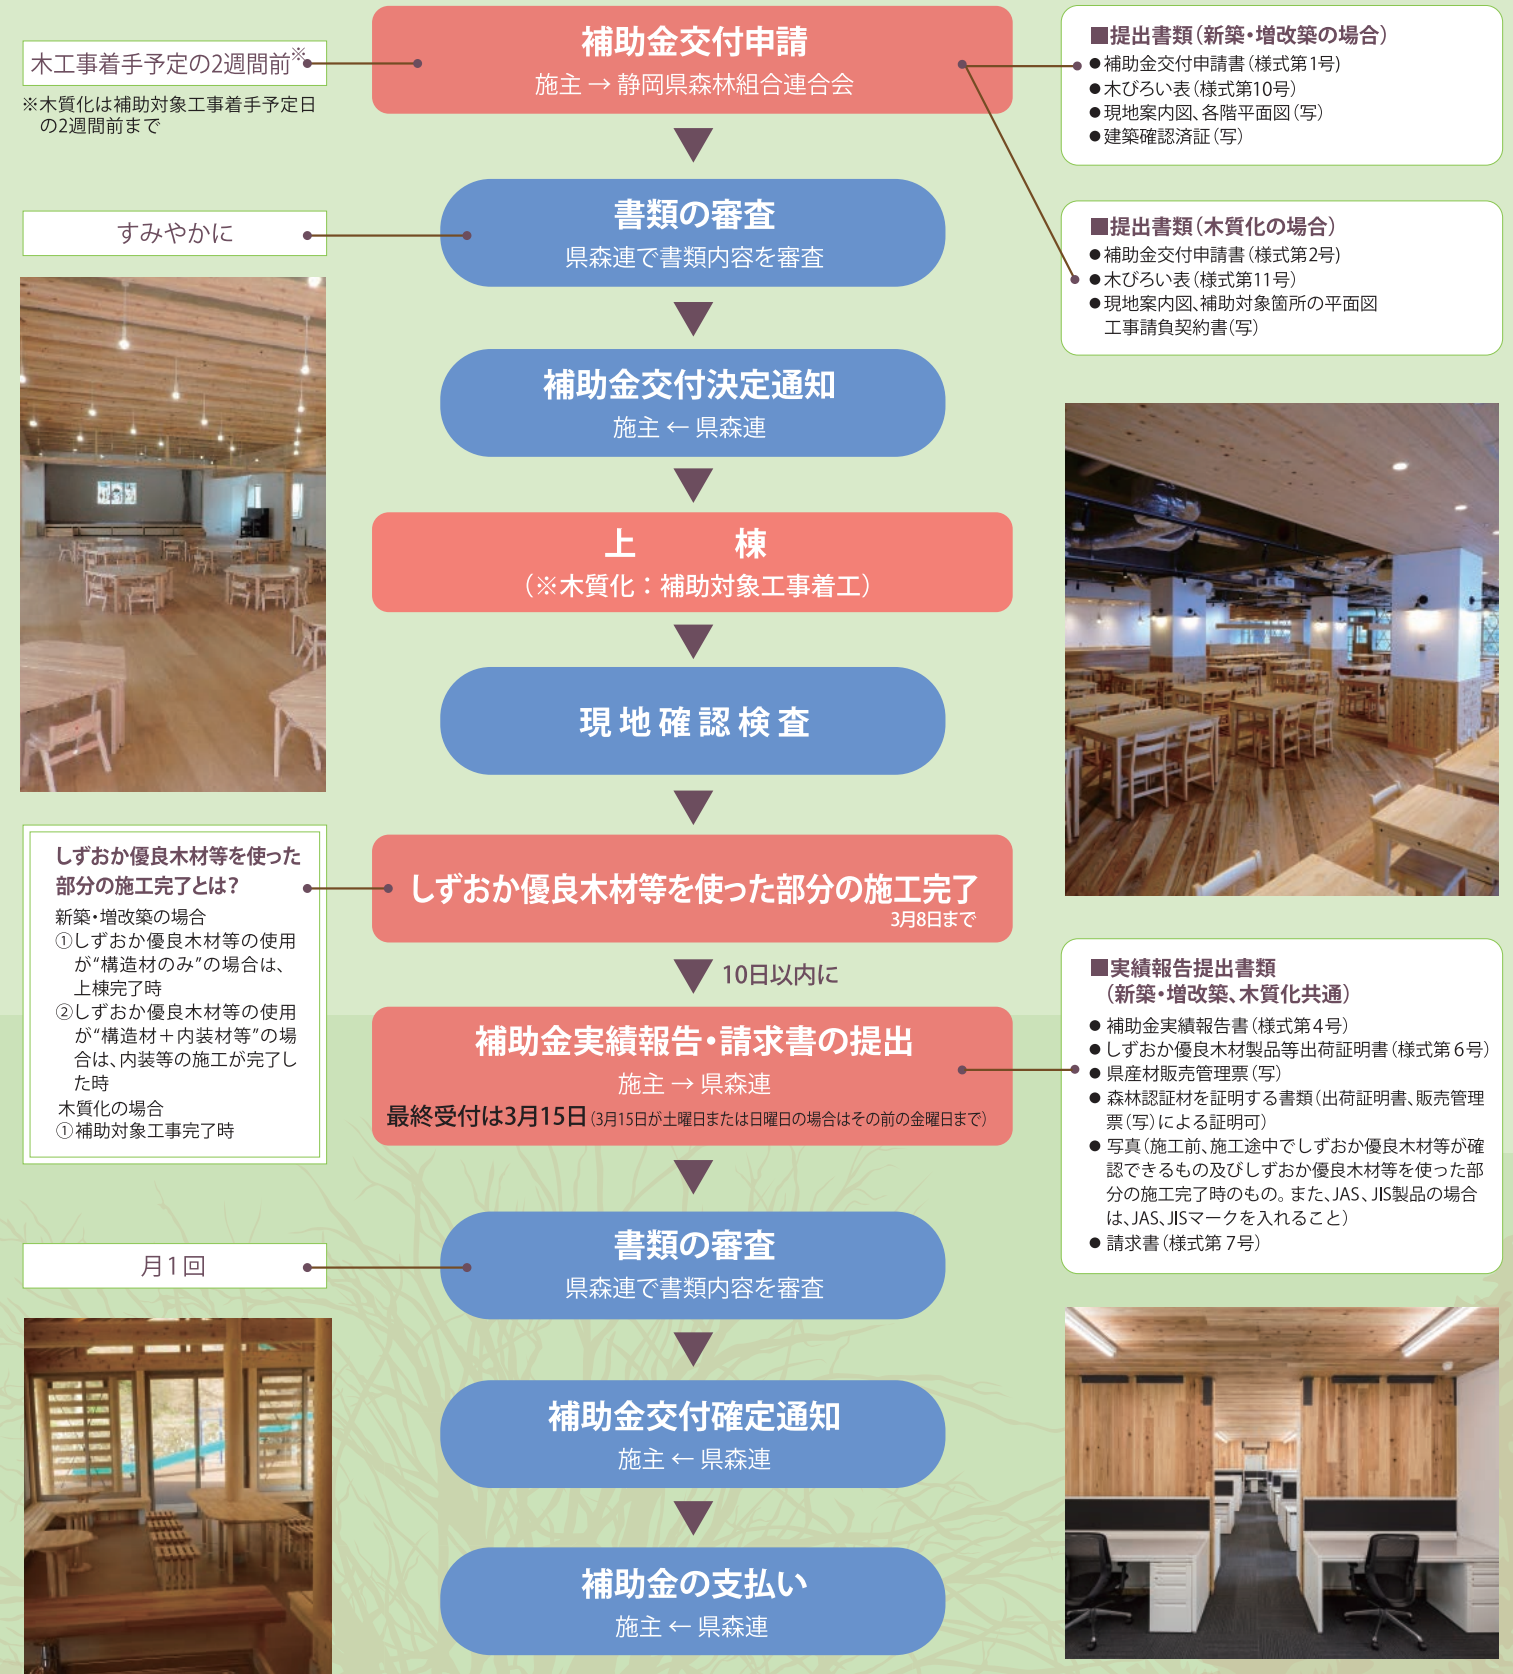 木工事着手予定の2週間前※
※木質化は補助対象工事着手予定日
の2週間前まで
補助金交付申請
施主 → 静岡県森林組合連合会
■提出書類（新築・増改築の場合）
● 補助金交付申請書（様式第1号）
● 木びろい表（様式第10号）
● 現地案内図、各階平面図（写）
● 建築確認済証（写）
■提出書類（木質化の場合）
● 補助金交付申請書（様式第2号）
● 木びろい表（様式第11号）
● 現地案内図、補助対象箇所の平面図
工事請負契約書（写）
すみやかに
書類の審査
県森連で書類内容を審査
補助金交付決定通知
施主 ← 県森連
上　棟
（※木質化：補助対象工事着工）
現地確認検査
しずおか優良木材等を使った部分の施工完了
3月8日まで
しずおか優良木材等を使った
部分の施工完了とは？
新築・増改築の場合
①しずおか優良木材等の使用
が“構造材のみ”の場合は、
上棟完了時
②しずおか優良木材等の使用
が“構造材＋内装材等”の場
合は、内装等の施工が完了し
た時
木質化の場合
①補助対象工事完了時
10日以内に
補助金実績報告・請求書の提出
施主 → 県森連
最終受付は3月15日（3月15日が土曜日または日曜日の場合はその前の金曜日まで）
■実績報告提出書類
（新築・増改築、木質化共通）
● 補助金実績報告書（様式第4号）
● しずおか優良木材製品等出荷証明書（様式第6号）
● 県産材販売管理票（写）
● 森林認証材を証明する書類（出荷証明書、販売管理
票（写）による証明可）
● 写真（施工前、施工途中でしずおか優良木材等が確
認できるもの及びしずおか優良木材等を使った部
分の施工完了時のもの。また、JAS、JIS製品の場合
は、JAS、JISマークを入れること）
● 請求書（様式第7号）
月1回
書類の審査
県森連で書類内容を審査
補助金交付確定通知
施主 ← 県森連
補助金の支払い
施主 ← 県森連